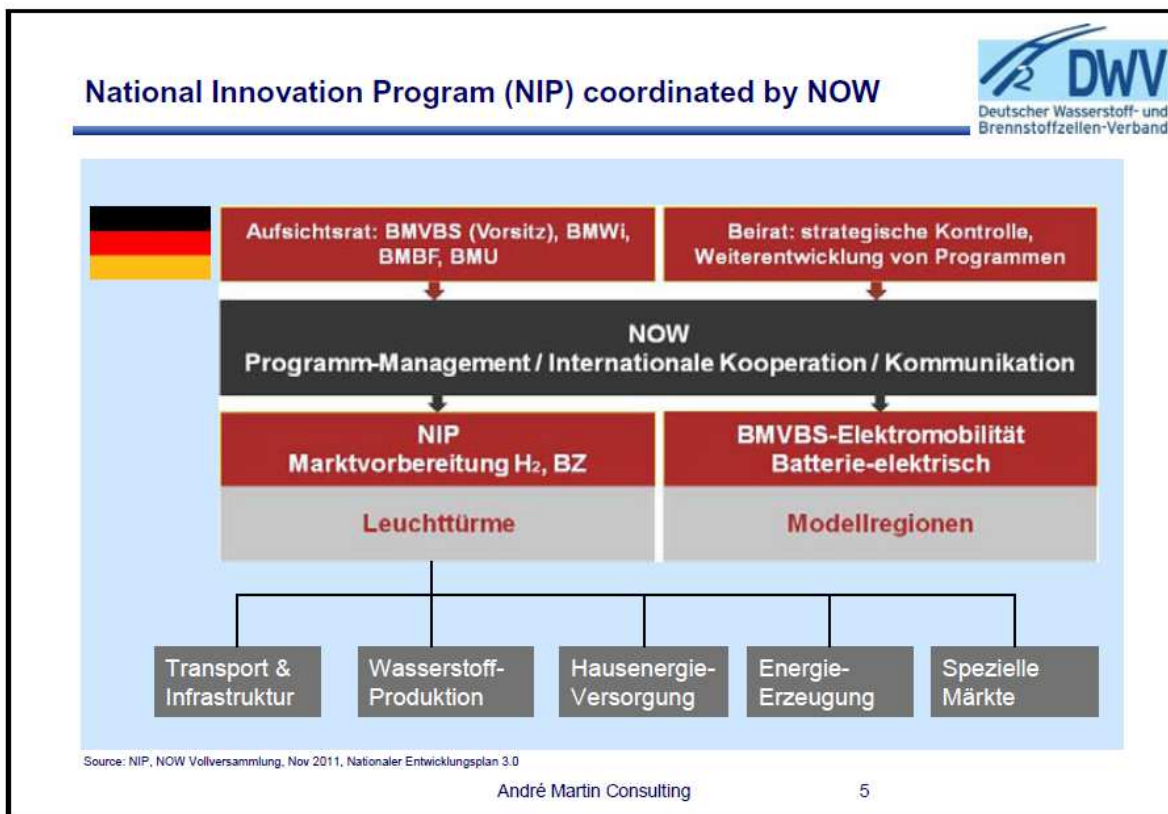 National Innovation Program (NIP) coordinated by NOW
H2 DWV
Deutscher Wasserstoff- und
Brennstoffzellen-Verband
Aufsichtsrat: BMVBS (Vorsitz), BMWi,
BMBF, BMU
Beirat: strategische Kontrolle,
Weiterentwicklung von Programmen
NOW
Programm-Management / Internationale Kooperation / Kommunikation
NIP
Marktvorbereitung H₂, BZ
BMVBS-Elektromobilität
Batterie-elektrisch
Leuchttürme
Modellregionen
Transport &
Infrastruktur
Wasserstoff-
Produktion
Hausenergie-
Versorgung
Energie-
Erzeugung
Spezielle
Märkte
Source: NIP, NOW Vollversammlung, Nov 2011, Nationaler Entwicklungsplan 3.0
André Martin Consulting
5